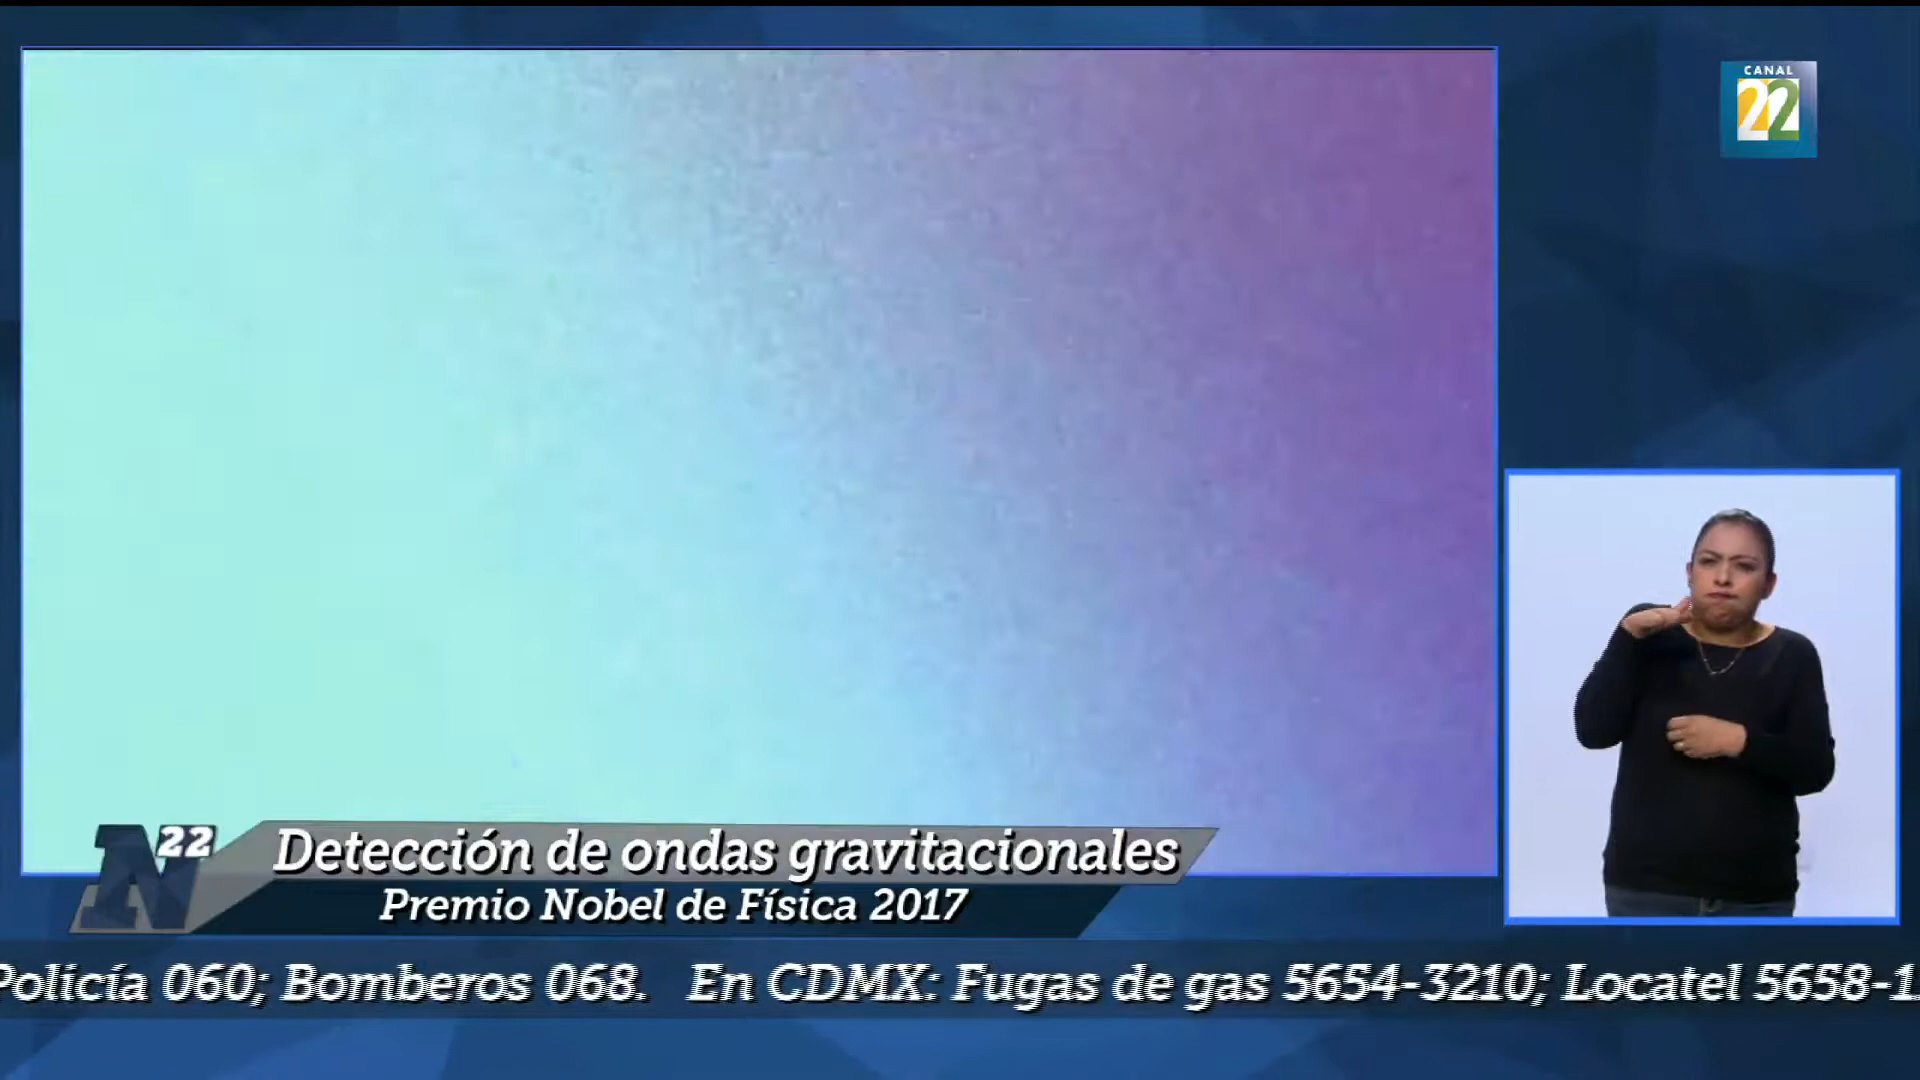 CANAL
22
N22
Detección de ondas gravitacionales
Premio Nobel de Física 2017
Policía 060; Bomberos 068. En CDMX: Fugas de gas 5654-3210; Locatel 5658-1